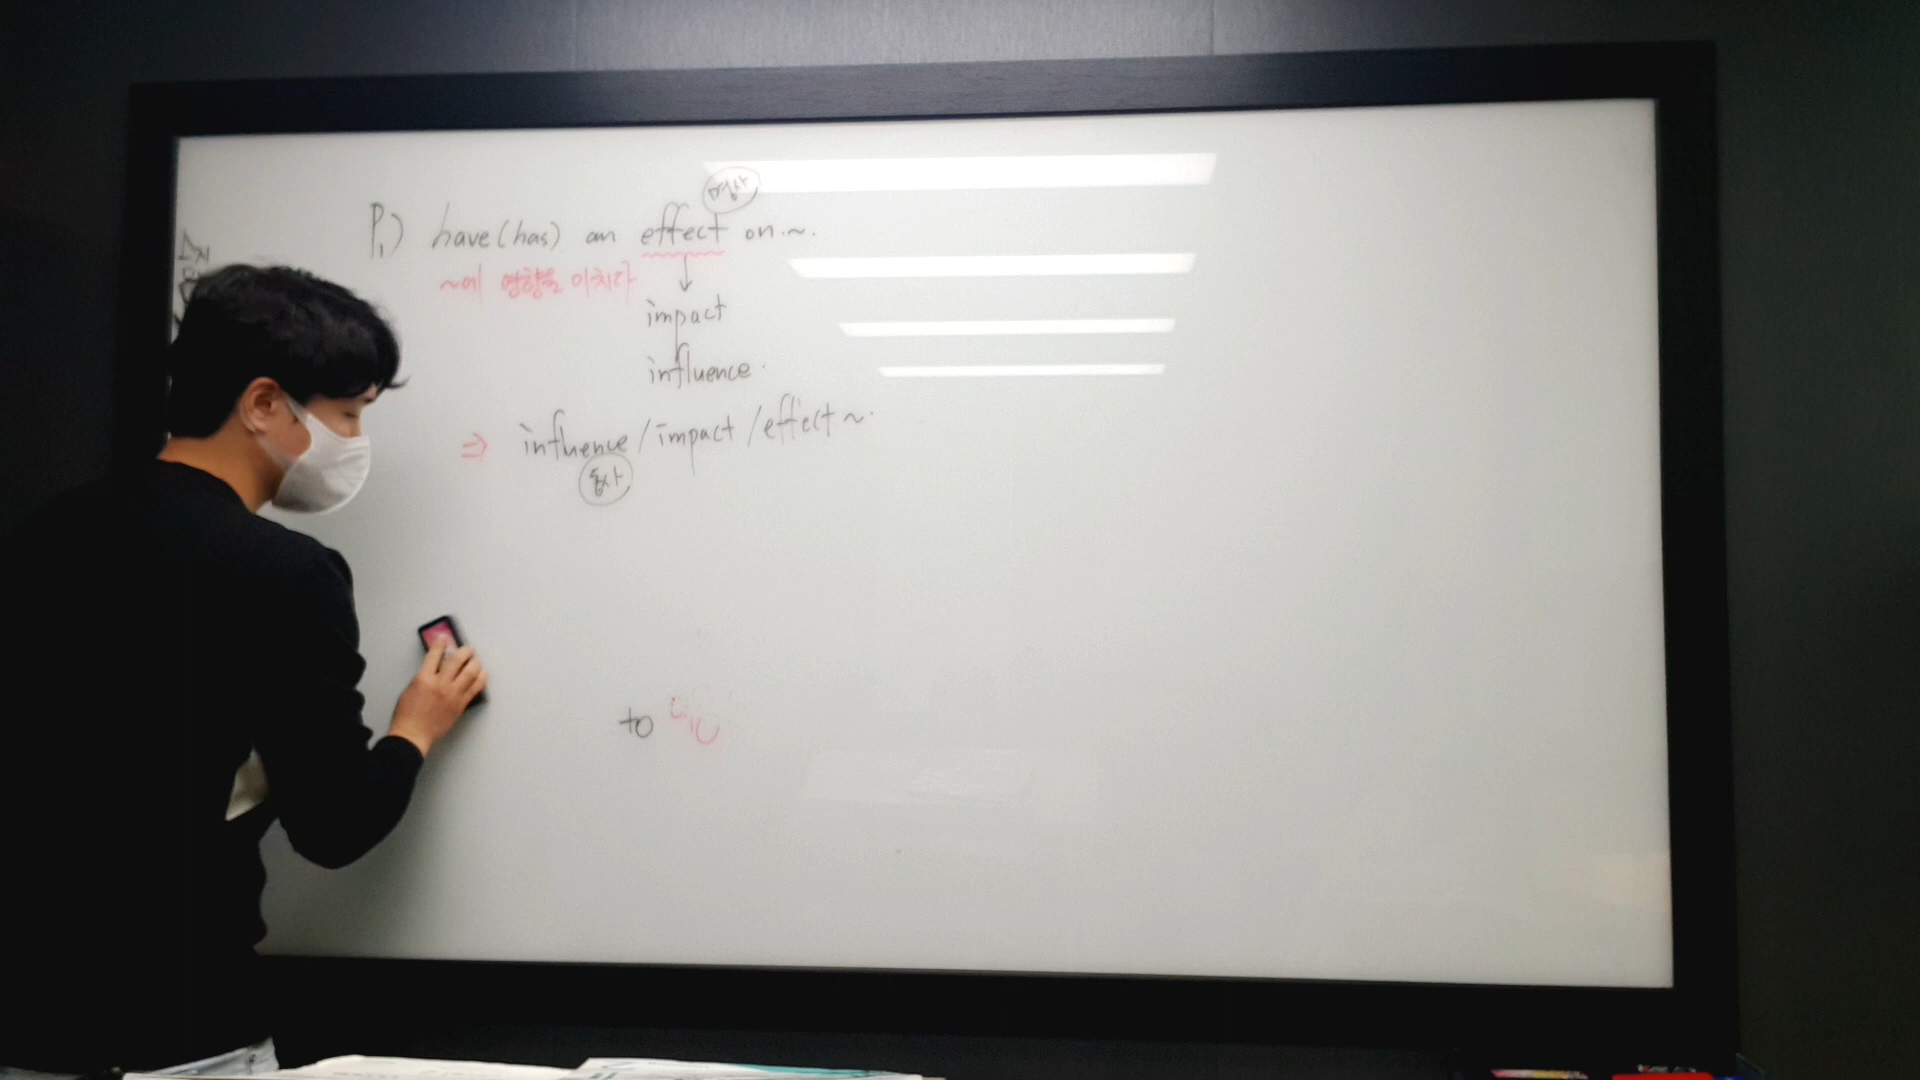 명사
P.) have(has) an effect on ~.
~에 영향을 미치다
impact
influence.
⇒ influence / impact / effect ~.
동사
to